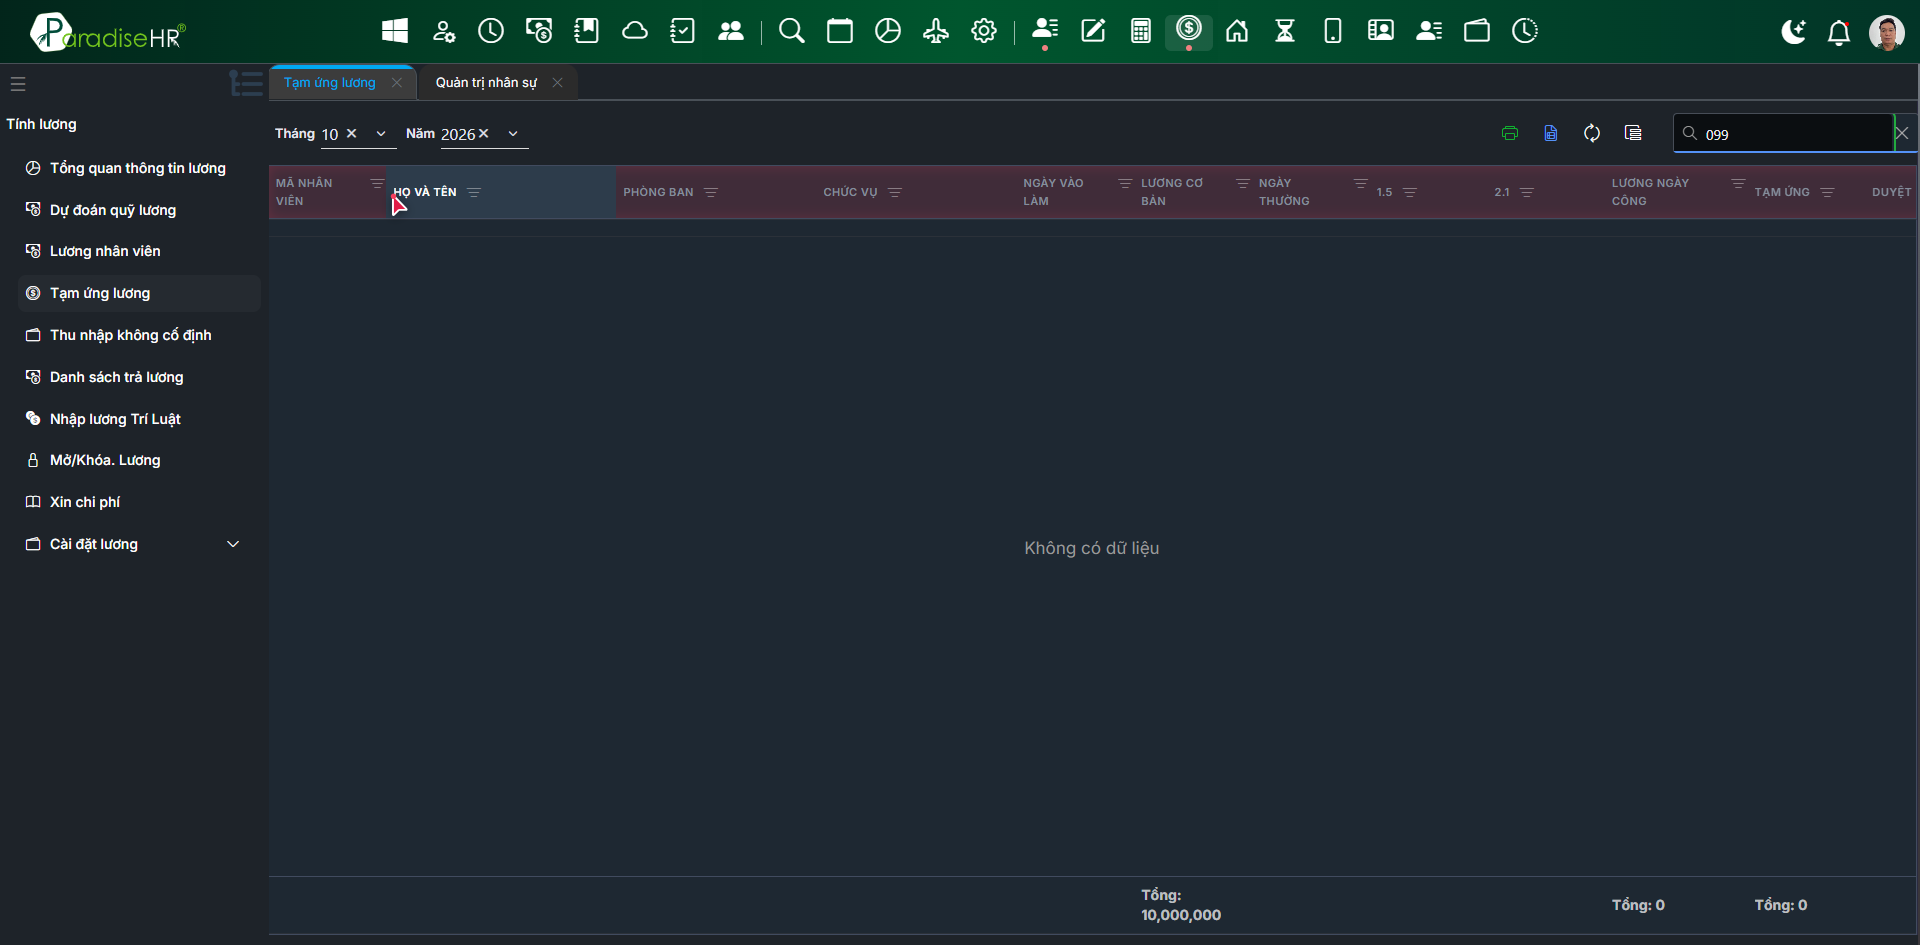 ParadiseHR®
Tạm ứng lương
Quản trị nhân sự
Tính lương
Tháng 10 Năm 2026
099
Tổng quan thông tin lương
Dự đoán quỹ lương
Lương nhân viên
Tạm ứng lương
Thu nhập không cố định
Danh sách trả lương
Nhập lương Trí Luật
Mở/Khóa. Lương
Xin chi phí
Cài đặt lương
MÃ NHÂN VIÊN
HỌ VÀ TÊN
PHÒNG BAN
CHỨC VỤ
NGÀY VÀO LÀM
LƯƠNG CƠ BẢN
NGÀY THƯỜNG
1.5
2.1
LƯƠNG NGÀY CÔNG
TẠM ỨNG
DUYỆT
Không có dữ liệu
Tổng:
10,000,000
Tổng: 0
Tổng: 0